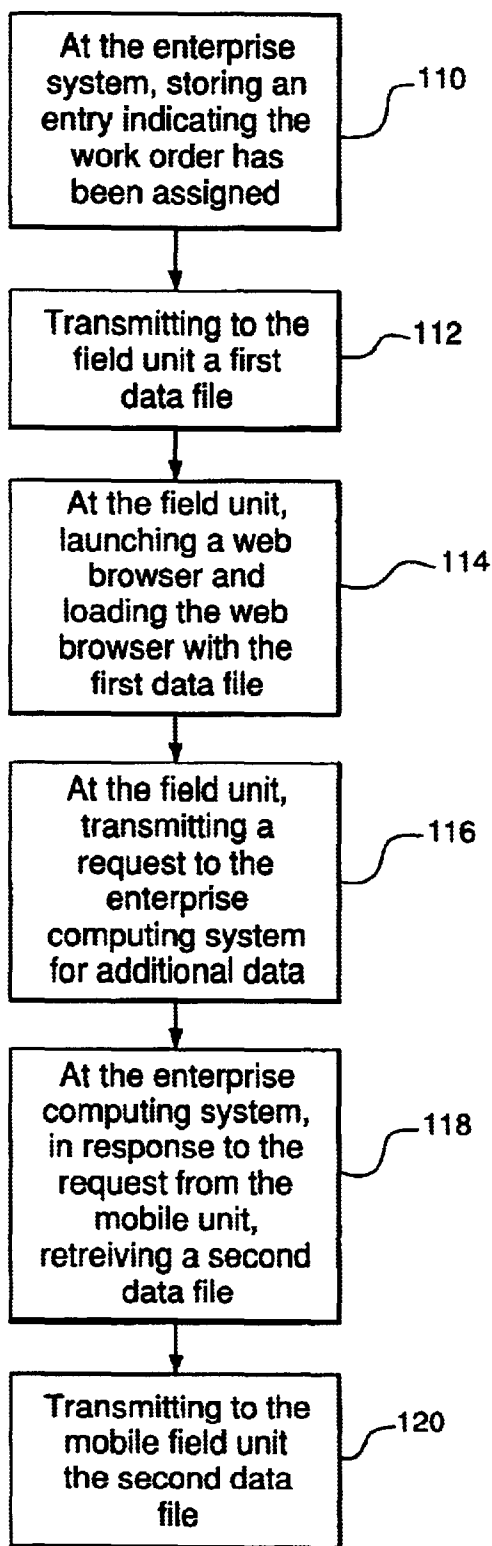 At the enterprise
system, storing an
entry indicating the
work order has
been assigned
110
Transmitting to the
field unit a first
data file
112
At the field unit,
launching a web
browser and
loading the web
browser with the
first data file
114
At the field unit,
transmitting a
request to the
enterprise
computing system
for additional data
116
At the enterprise
computing system,
in response to the
request from the
mobile unit,
retreiving a second
data file
118
Transmitting to the
mobile field unit
the second data
file
120